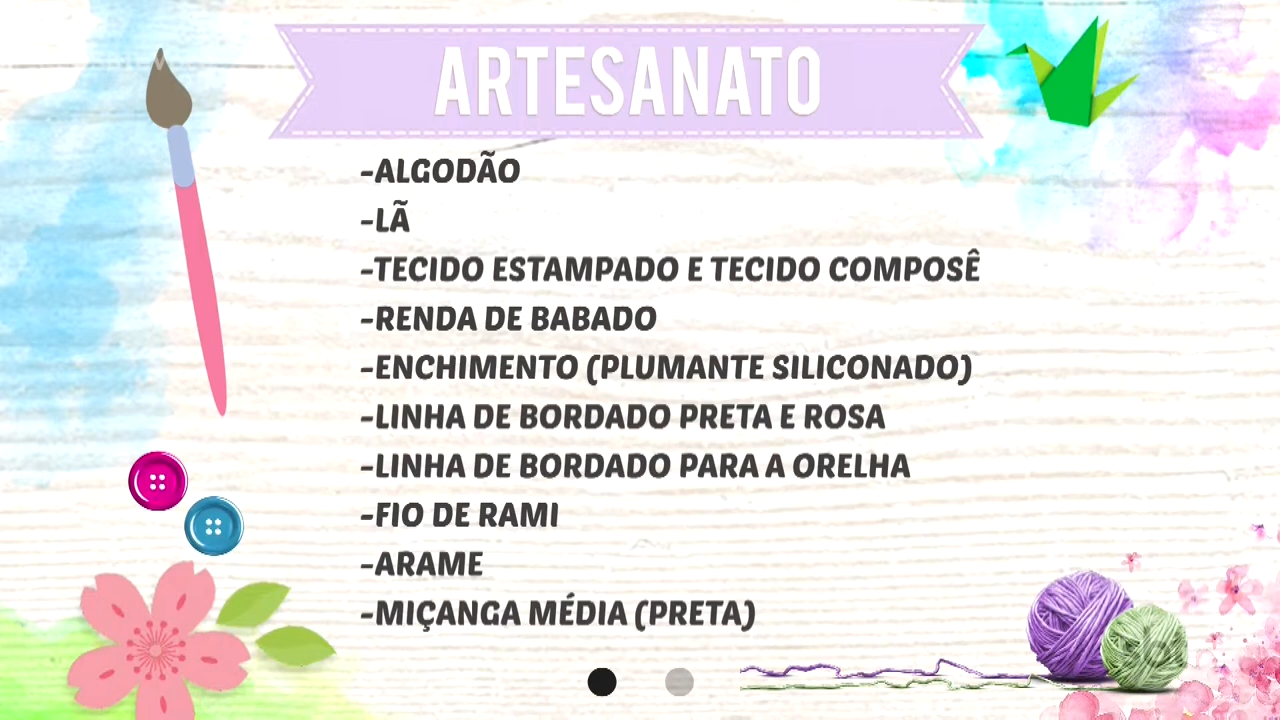 ARTESANATO
-ALGODÃO
-LÃ
-TECIDO ESTAMPADO E TECIDO COMPOSÊ
-RENDA DE BABADO
-ENCHIMENTO (PLUMANTE SILICONADO)
-LINHA DE BORDADO PRETA E ROSA
-LINHA DE BORDADO PARA A ORELHA
-FIO DE RAMI
-ARAME
-MIÇANGA MÉDIA (PRETA)